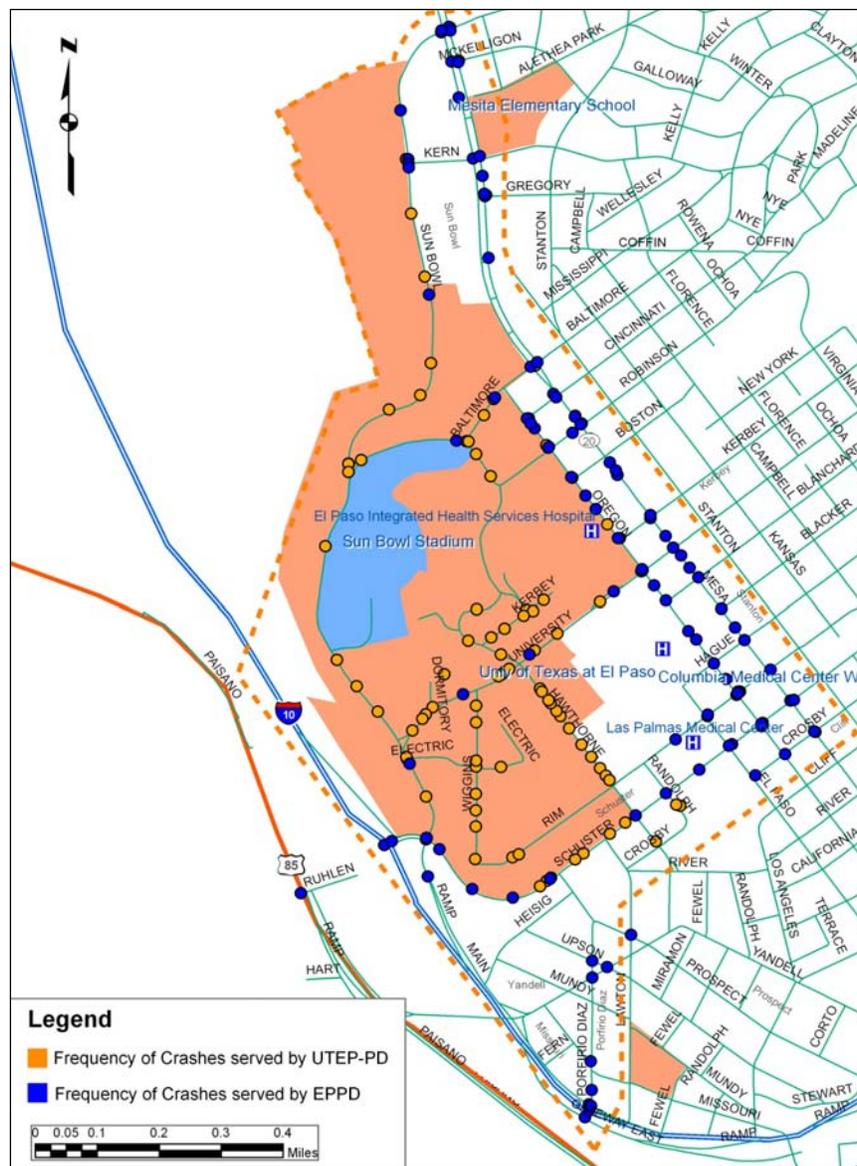 N
MCKELLIGON
ALETHEA PARK
KELLY
CLAYTON
GALLOWAY
WINTER
Mesita Elementary School
KELLY
MADELINE
PARK
KERN
GREGORY
WELLESLEY
NYE
NYE
Sun Bowl
SUN BOWL
STANTON
CAMPBELL
ROWENA
COFFIN
COFFIN
MISSISSIPPI
OCHOA
BALTIMORE
FLORENCE
CINCINNATI
ROBINSON
VIRGINIA
NEW YORK
BALTIMORE
BOSTON
FLORENCE
OCHOA
20
KERBEY
CAMPBELL
BLANCHARD
Kerbey
STANTON
BLACKER
OREGON
El Paso Integrated Health Services Hospital
H
KANSAS
Sun Bowl Stadium
MESA
Stanton
KERBEY
UNIVERSITY
HAGUE
H
DORMITORY
Univ of Texas at El Paso
Columbia Medical Center W
PAISANO
10
HAWTHORNE
ELECTRIC
ELECTRIC
Las Palmas Medical Center
H
CROSBY
CLIFF
WIGGINS
RANDOLPH
EL PASO
RIVER
RIM
Schuster
SCHUSTER
CROSBY
CALIFORNIA
85
RUHLEN
RIVER
LOS ANGELES
RAMP
HEISIG
FEWEL
RANDOLPH
TERRACE
RAMP
MAIN
UPSON
YANDELL
HART
MUNDY
MIRAMON
PROSPECT
Yandell
LAWTON
Prospect
PORFIRIO DIAZ
Porfirio Diaz
CORTO
FERN
FEWEL
RANDOLPH
MUNDY
PAISANO
STEWART
MISSOURI
GATEWAY EAST
FEWEL
RAMP
RAMP
Legend
Frequency of Crashes served by UTEP-PD
Frequency of Crashes served by EPPD
0 0.05 0.1 0.2 0.3 0.4
Miles